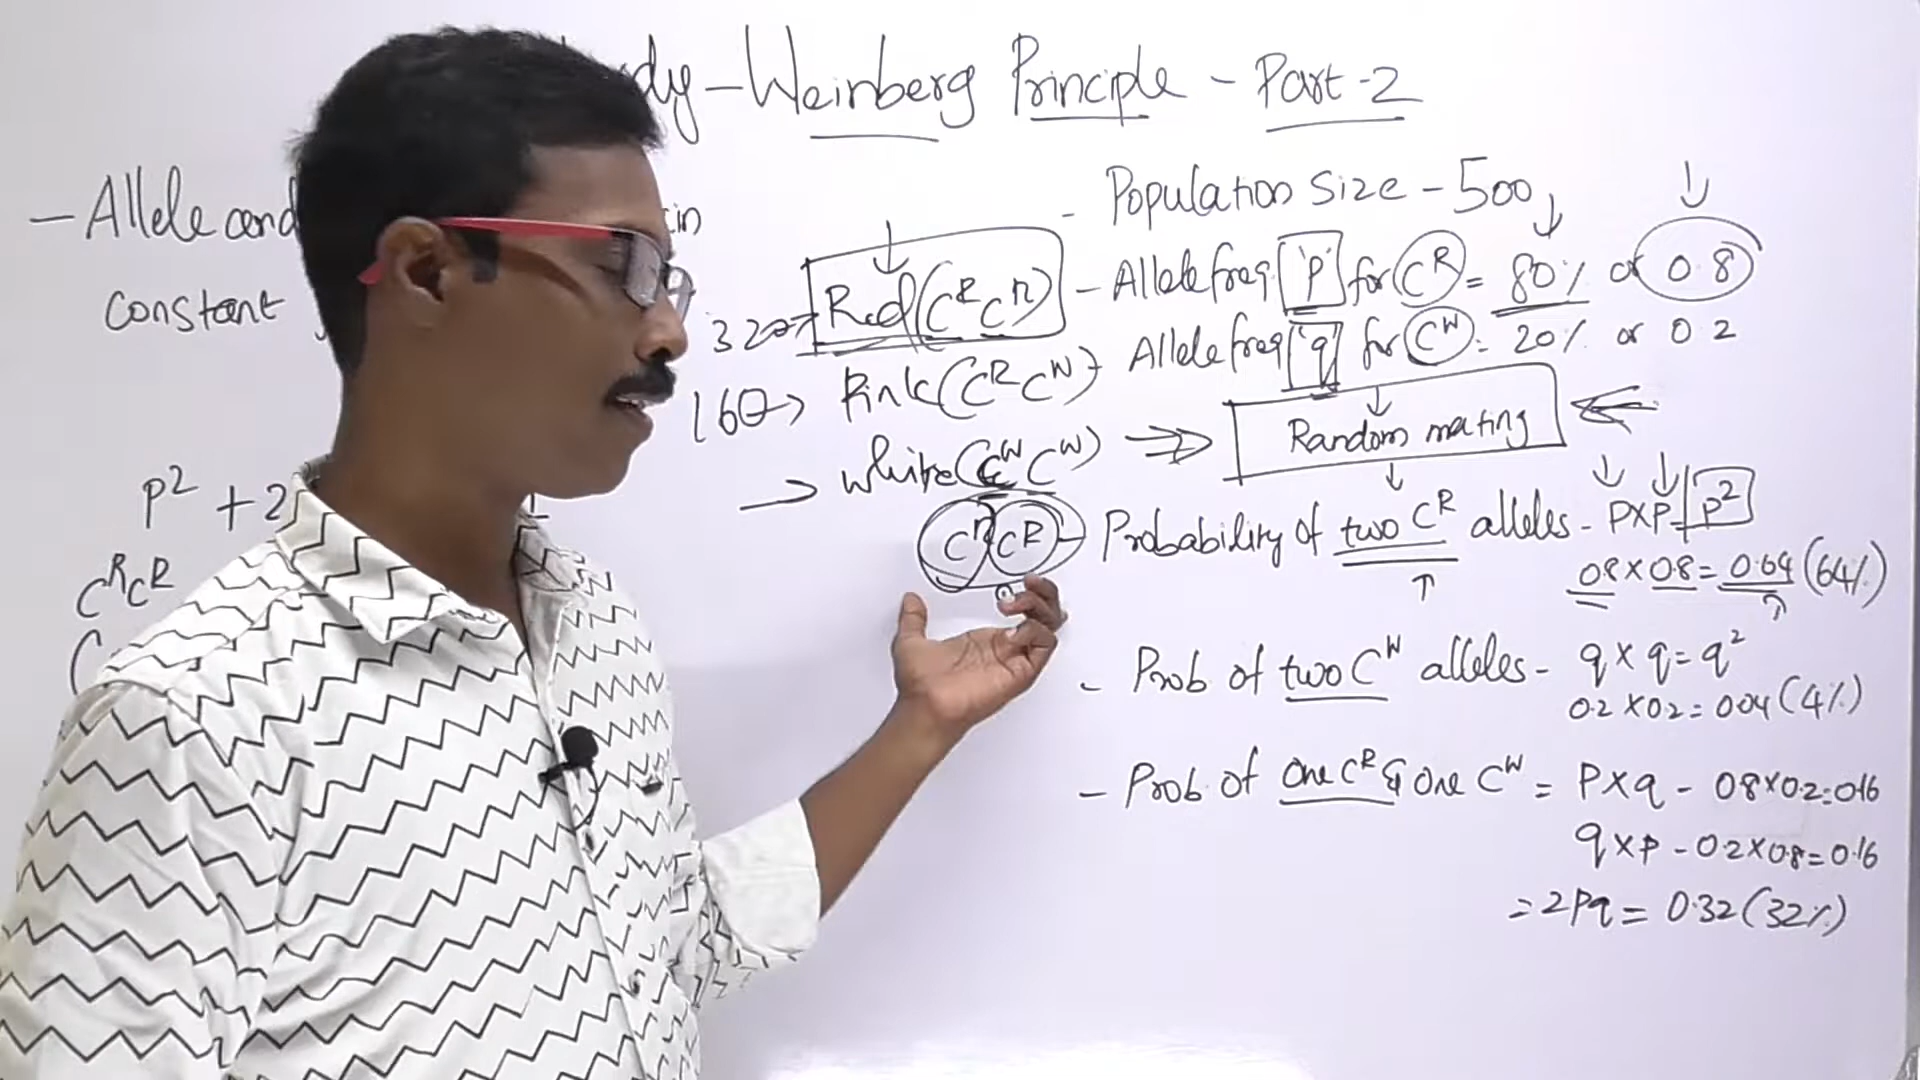 dy-Weinberg Principle - Part-2
- Allele and in
constant
- Population Size - 500
320→ Red (C^R C^R) - Allele freq 'p' for C^R = 80% or 0.8
160→ Pink (C^R C^W) - Allele freq 'q' for C^W = 20% or 0.2
→ white (C^W C^W) Random mating
P² + 2 1
C^R C^R - Probability of two C^R alleles - P×P= P²
0.8×0.8 = 0.64 (64%)
C^R C^R
- Prob of two C^W alleles - q × q = q²
0.2 × 0.2 = 0.04 (4%)
- Prob of One C^R & One C^W = P×q - 0.8×0.2=0.16
q×P - 0.2×0.8=0.16
= 2Pq = 0.32 (32%)